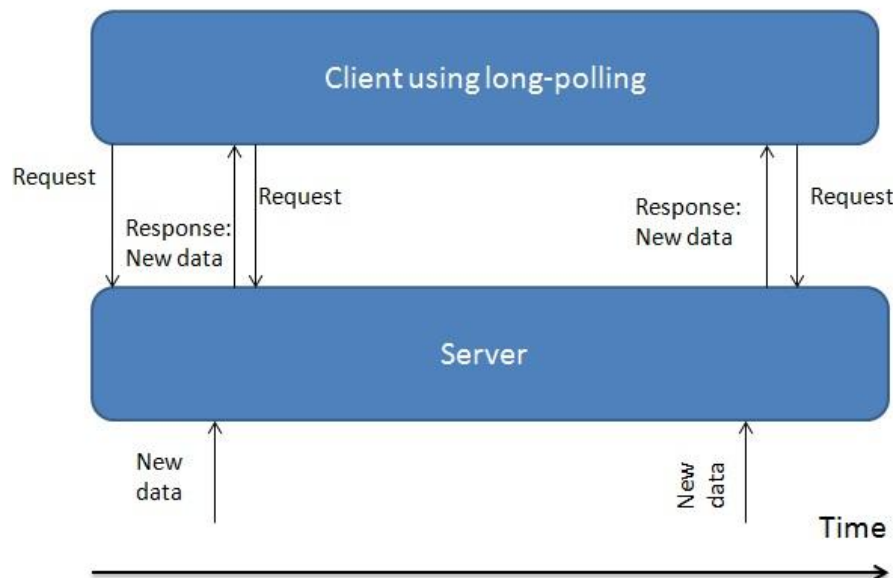 Client using long-polling
Request
Response:
New data
Request
Response:
New data
Request
Server
New
data
New
data
Time